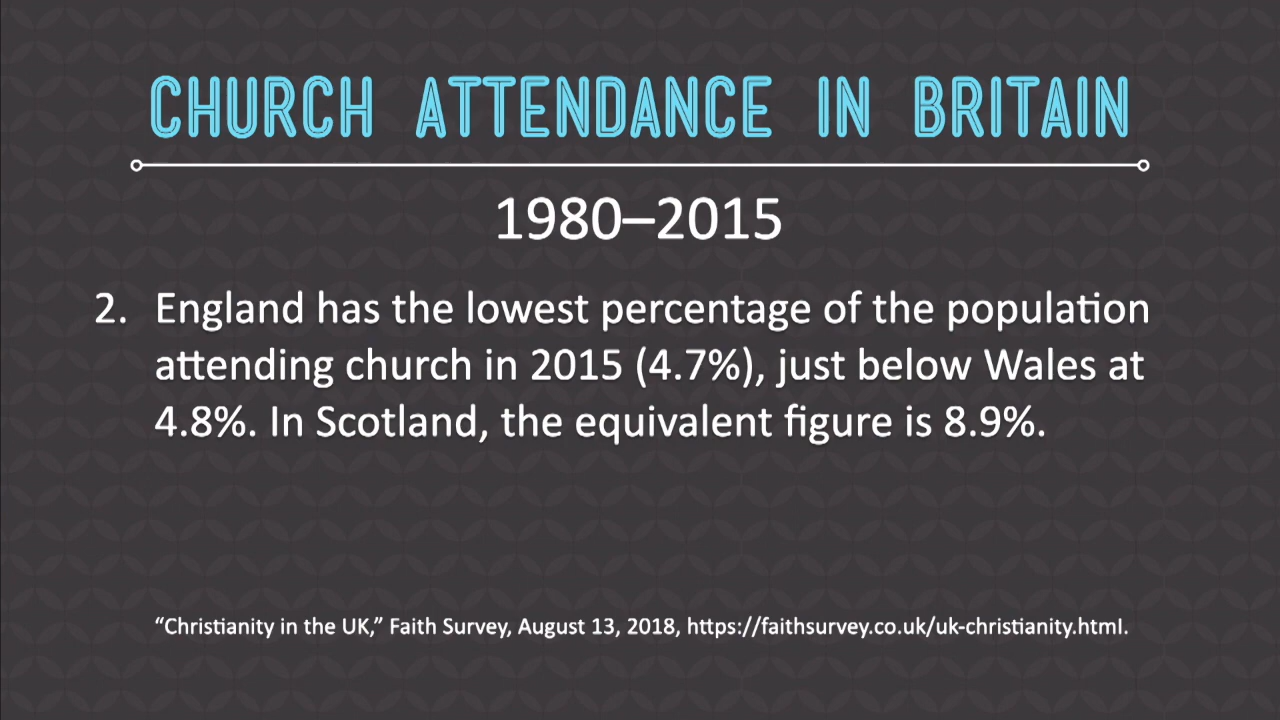 CHURCH ATTENDANCE IN BRITAIN
1980–2015
2. England has the lowest percentage of the population
attending church in 2015 (4.7%), just below Wales at
4.8%. In Scotland, the equivalent figure is 8.9%.
“Christianity in the UK,” Faith Survey, August 13, 2018, https://faithsurvey.co.uk/uk-christianity.html.